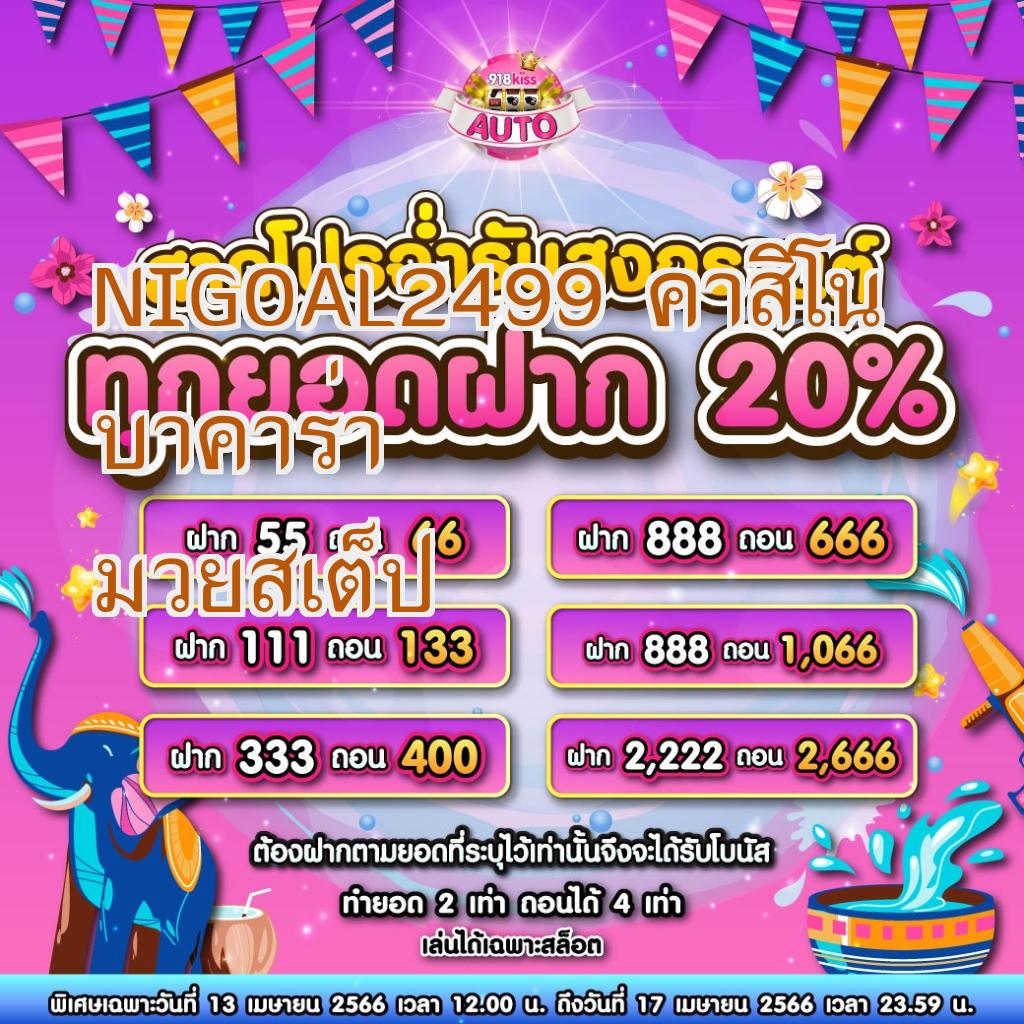 918kiss
AUTO
NIGOAL2499 คาสิโน
ทุกยอดฝาก 20%
บาคาร่า
ฝาก 55 ถอน 66
ฝาก 888 ถอน 666
มวยสเต็ป
ฝาก 111 ถอน 133
ฝาก 888 ถอน 1,066
ฝาก 333 ถอน 400
ฝาก 2,222 ถอน 2,666
ต้องฝากตามยอดที่ระบุไว้เท่านั้นจึงจะได้รับโบนัส
ทำยอด 2 เท่า ถอนได้ 4 เท่า
เล่นได้เฉพาะสล็อต
พิเศษเฉพาะวันที่ 13 เมษายน 2566 เวลา 12.00 น. ถึงวันที่ 17 เมษายน 2566 เวลา 23.59 น.